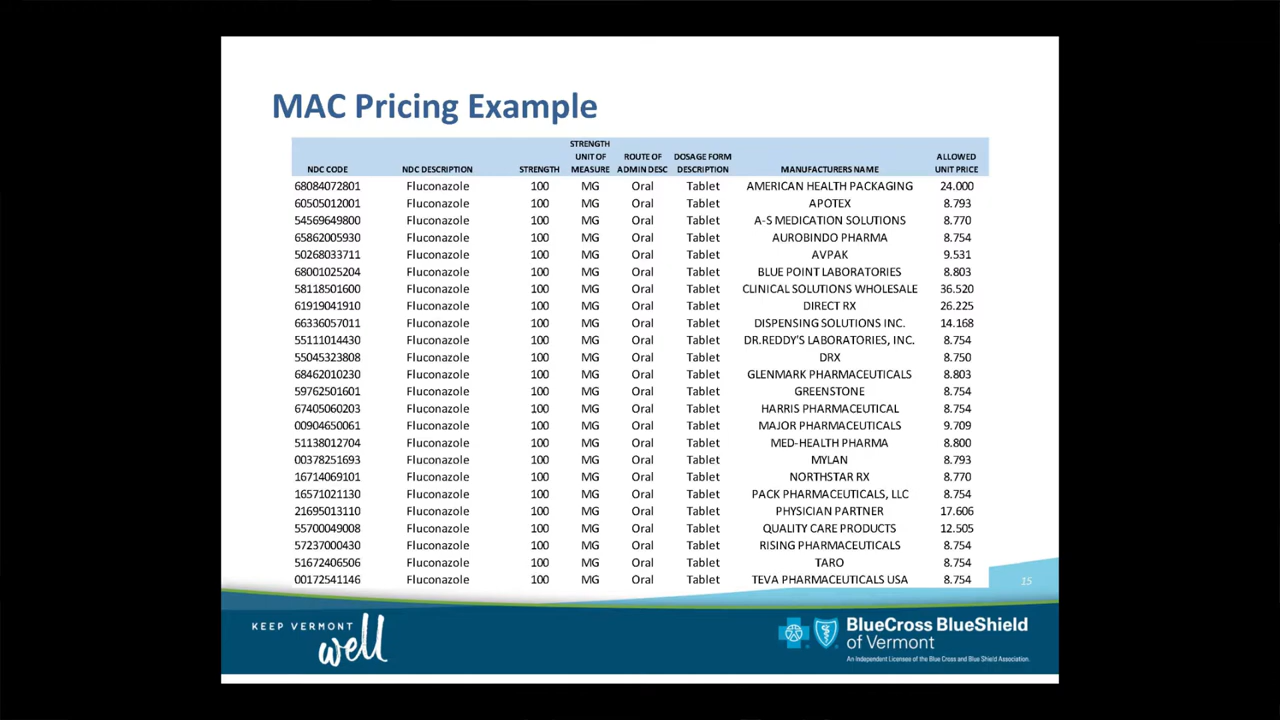 MAC Pricing Example
NDC CODE NDC DESCRIPTION STRENGTH STRENGTH UNIT OF MEASURE ROUTE OF ADMIN DESC DOSAGE FORM DESCRIPTION MANUFACTURERS NAME ALLOWED UNIT PRICE
68084072801 Fluconazole 100 MG Oral Tablet AMERICAN HEALTH PACKAGING 24.000
60505012001 Fluconazole 100 MG Oral Tablet APOTEX 8.793
54569649800 Fluconazole 100 MG Oral Tablet A-S MEDICATION SOLUTIONS 8.770
65862005930 Fluconazole 100 MG Oral Tablet AUROBINDO PHARMA 8.754
50268033711 Fluconazole 100 MG Oral Tablet AVPAK 9.531
68001025204 Fluconazole 100 MG Oral Tablet BLUE POINT LABORATORIES 8.803
58118501600 Fluconazole 100 MG Oral Tablet CLINICAL SOLUTIONS WHOLESALE 36.520
61919041910 Fluconazole 100 MG Oral Tablet DIRECT RX 26.225
66336057011 Fluconazole 100 MG Oral Tablet DISPENSING SOLUTIONS INC. 14.168
55111014430 Fluconazole 100 MG Oral Tablet DR.REDDY'S LABORATORIES, INC. 8.754
55045323808 Fluconazole 100 MG Oral Tablet DRX 8.750
68462010230 Fluconazole 100 MG Oral Tablet GLENMARK PHARMACEUTICALS 8.803
59762501601 Fluconazole 100 MG Oral Tablet GREENSTONE 8.754
67405060203 Fluconazole 100 MG Oral Tablet HARRIS PHARMACEUTICAL 8.754
00904650061 Fluconazole 100 MG Oral Tablet MAJOR PHARMACEUTICALS 9.709
51138012704 Fluconazole 100 MG Oral Tablet MED-HEALTH PHARMA 8.800
00378251693 Fluconazole 100 MG Oral Tablet MYLAN 8.793
16714069101 Fluconazole 100 MG Oral Tablet NORTHSTAR RX 8.770
16571021130 Fluconazole 100 MG Oral Tablet PACK PHARMACEUTICALS, LLC 8.754
21695013110 Fluconazole 100 MG Oral Tablet PHYSICIAN PARTNER 17.606
55700049008 Fluconazole 100 MG Oral Tablet QUALITY CARE PRODUCTS 12.505
57237000430 Fluconazole 100 MG Oral Tablet RISING PHARMACEUTICALS 8.754
51672406506 Fluconazole 100 MG Oral Tablet TARO 8.754
00172541146 Fluconazole 100 MG Oral Tablet TEVA PHARMACEUTICALS USA 8.754
15
KEEP VERMONT
well
BlueCross BlueShield
of Vermont
An Independent Licensee of the Blue Cross and Blue Shield Association.